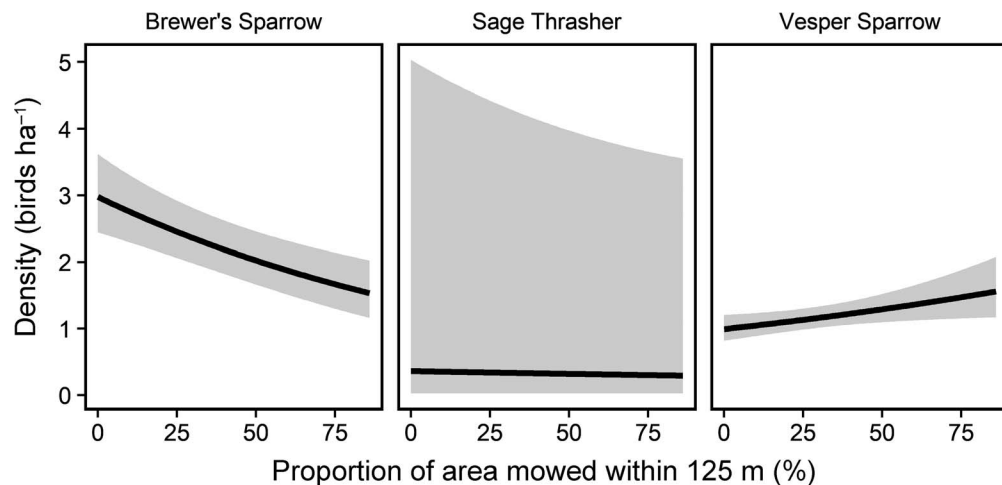 Brewer's Sparrow
Sage Thrasher
Vesper Sparrow
Density (birds ha⁻¹)
5
4
3
2
1
0
0 25 50 75
0 25 50 75
0 25 50 75
Proportion of area mowed within 125 m (%)